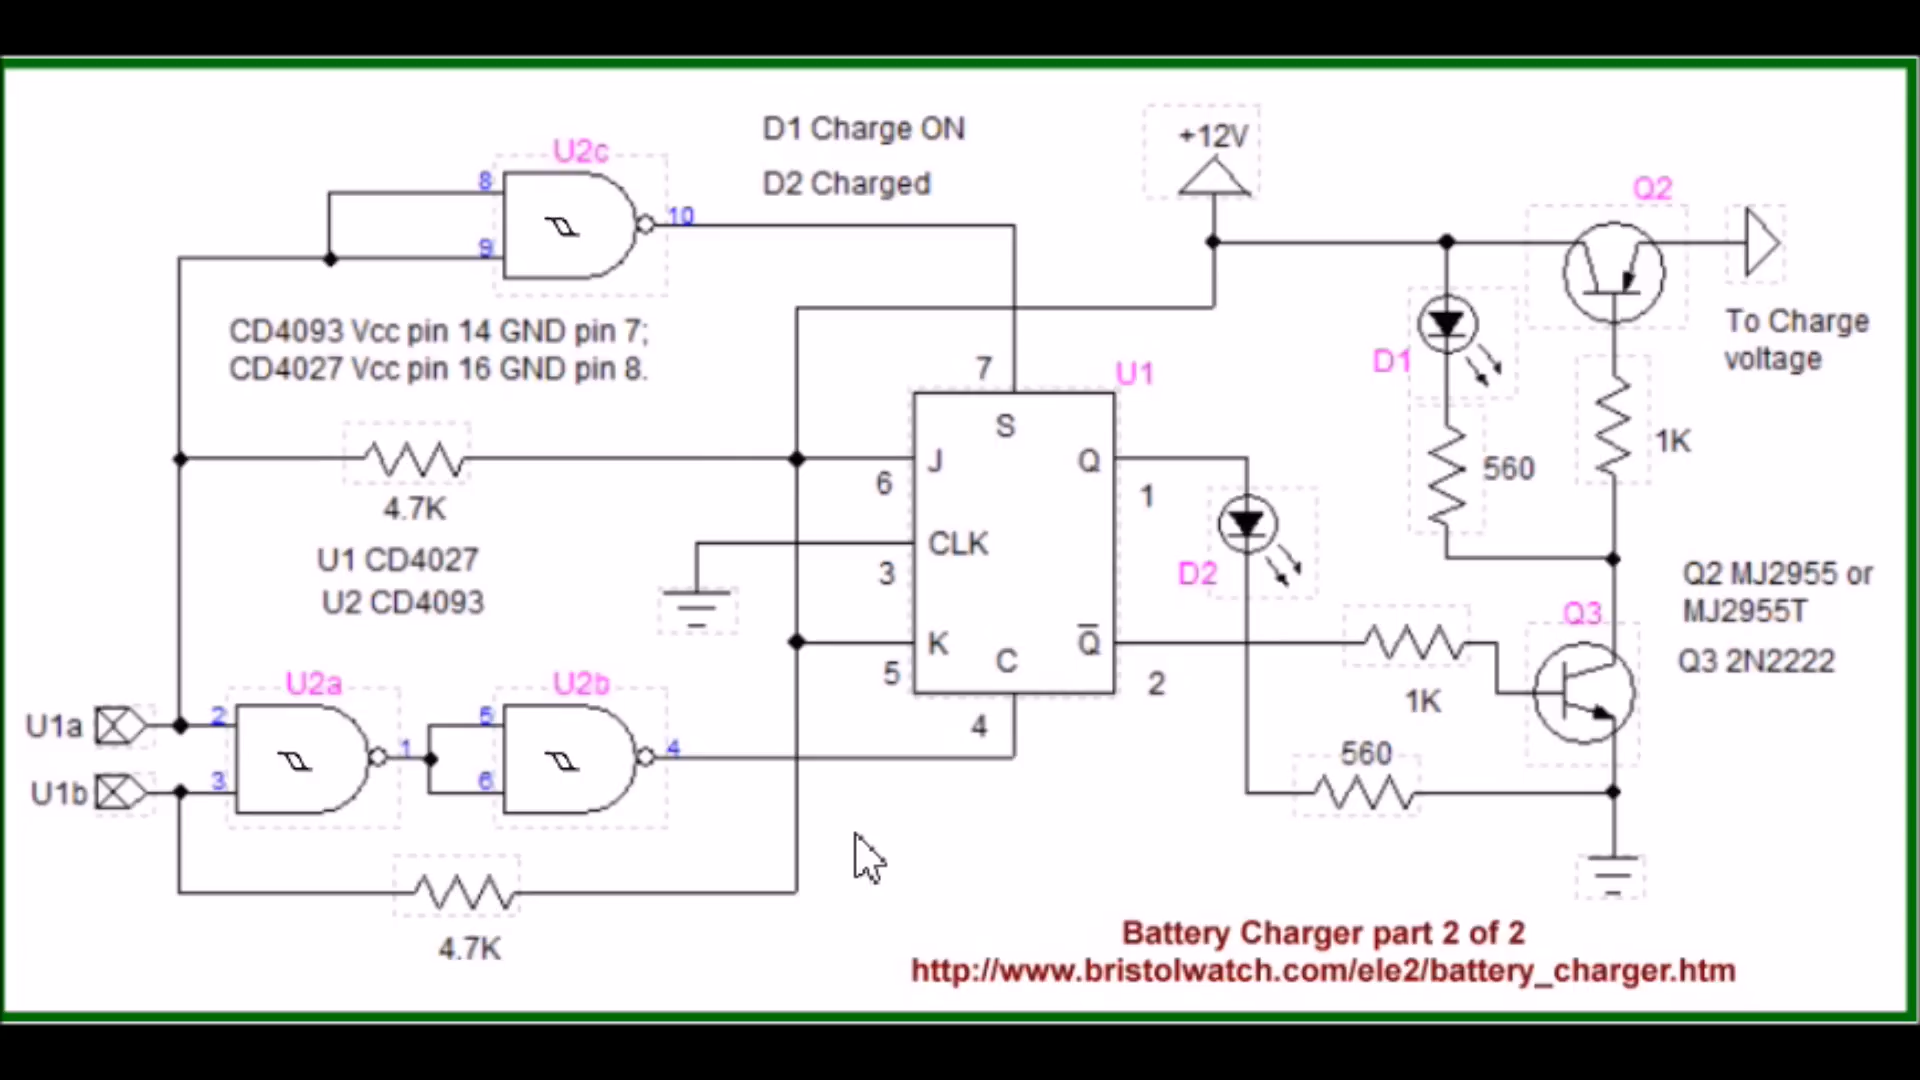 D1 Charge ON
D2 Charged
+12V
U2c
8
9
10
Q2
CD4093 Vcc pin 14 GND pin 7;
CD4027 Vcc pin 16 GND pin 8.
To Charge
voltage
7
U1
S
D1
J
Q
6
1
560
1K
4.7K
U1 CD4027
U2 CD4093
CLK
3
D2
Q2 MJ2955 or
MJ2955T
Q3
Q3 2N2222
K
C
Q̅
5
2
4
1K
U2a
U2b
U1a
2
1
5
4
U1b
3
6
560
4.7K
Battery Charger part 2 of 2
http://www.bristolwatch.com/ele2/battery_charger.htm